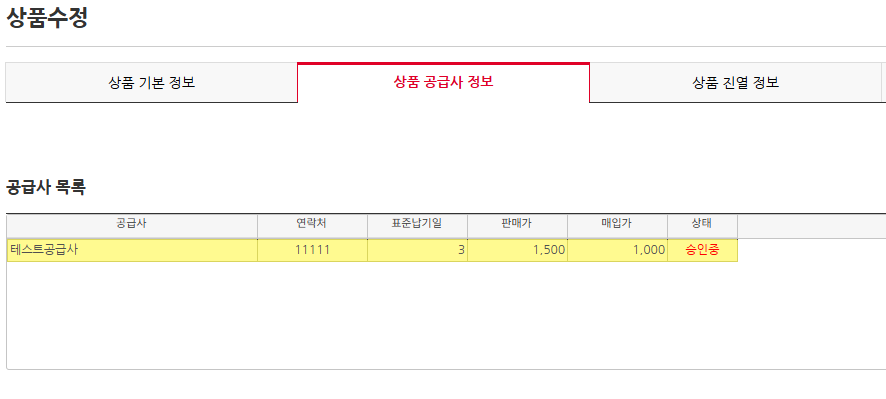 상품수정
상품 기본 정보 상품 공급사 정보 상품 진열 정보
공급사 목록
공급사 연락처 표준납기일 판매가 매입가 상태
테스트공급사 11111 3 1,500 1,000 승인중